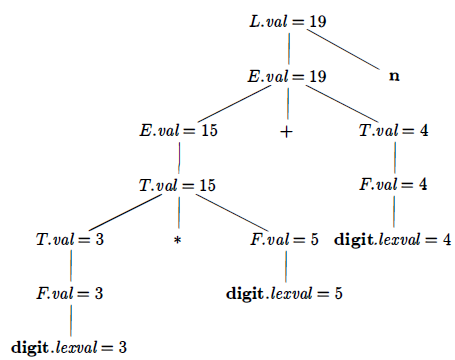 L.val = 19
E.val = 19 n
E.val = 15 + T.val = 4
T.val = 15 F.val = 4
T.val = 3 * F.val = 5 digit.lexval = 4
F.val = 3 digit.lexval = 5
digit.lexval = 3